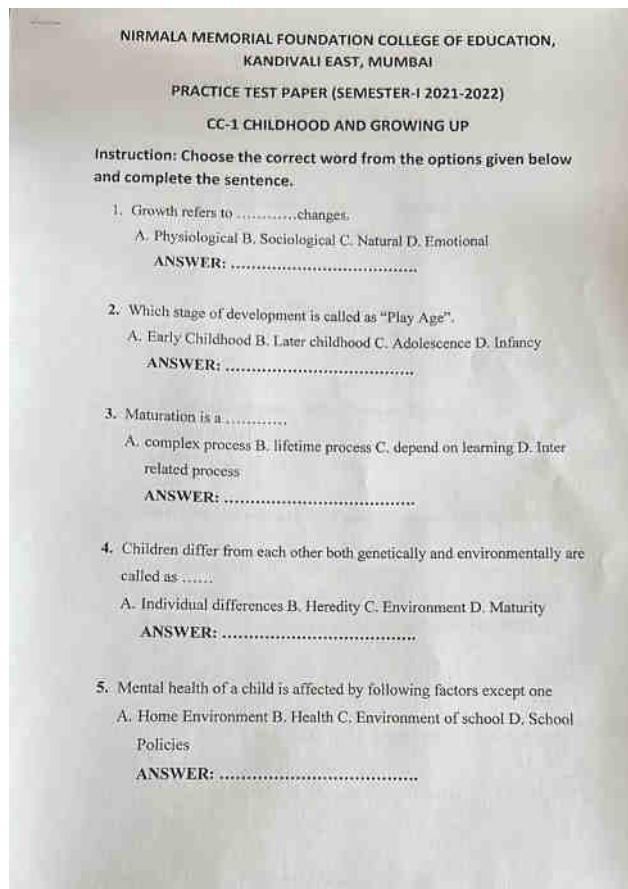 NIRMALA MEMORIAL FOUNDATION COLLEGE OF EDUCATION,
KANDIVALI EAST, MUMBAI
PRACTICE TEST PAPER (SEMESTER-I 2021-2022)
CC-1 CHILDHOOD AND GROWING UP
Instruction: Choose the correct word from the options given below
and complete the sentence.
1. Growth refers to ............changes.
A. Physiological B. Sociological C. Natural D. Emotional
ANSWER: ....................................
2. Which stage of development is called as “Play Age”.
A. Early Childhood B. Later childhood C. Adolescence D. Infancy
ANSWER: ....................................
3. Maturation is a ............
A. complex process B. lifetime process C. depend on learning D. Inter
related process
ANSWER: ....................................
4. Children differ from each other both genetically and environmentally are
called as ......
A. Individual differences B. Heredity C. Environment D. Maturity
ANSWER: ....................................
5. Mental health of a child is affected by following factors except one
A. Home Environment B. Health C. Environment of school D. School
Policies
ANSWER: ....................................